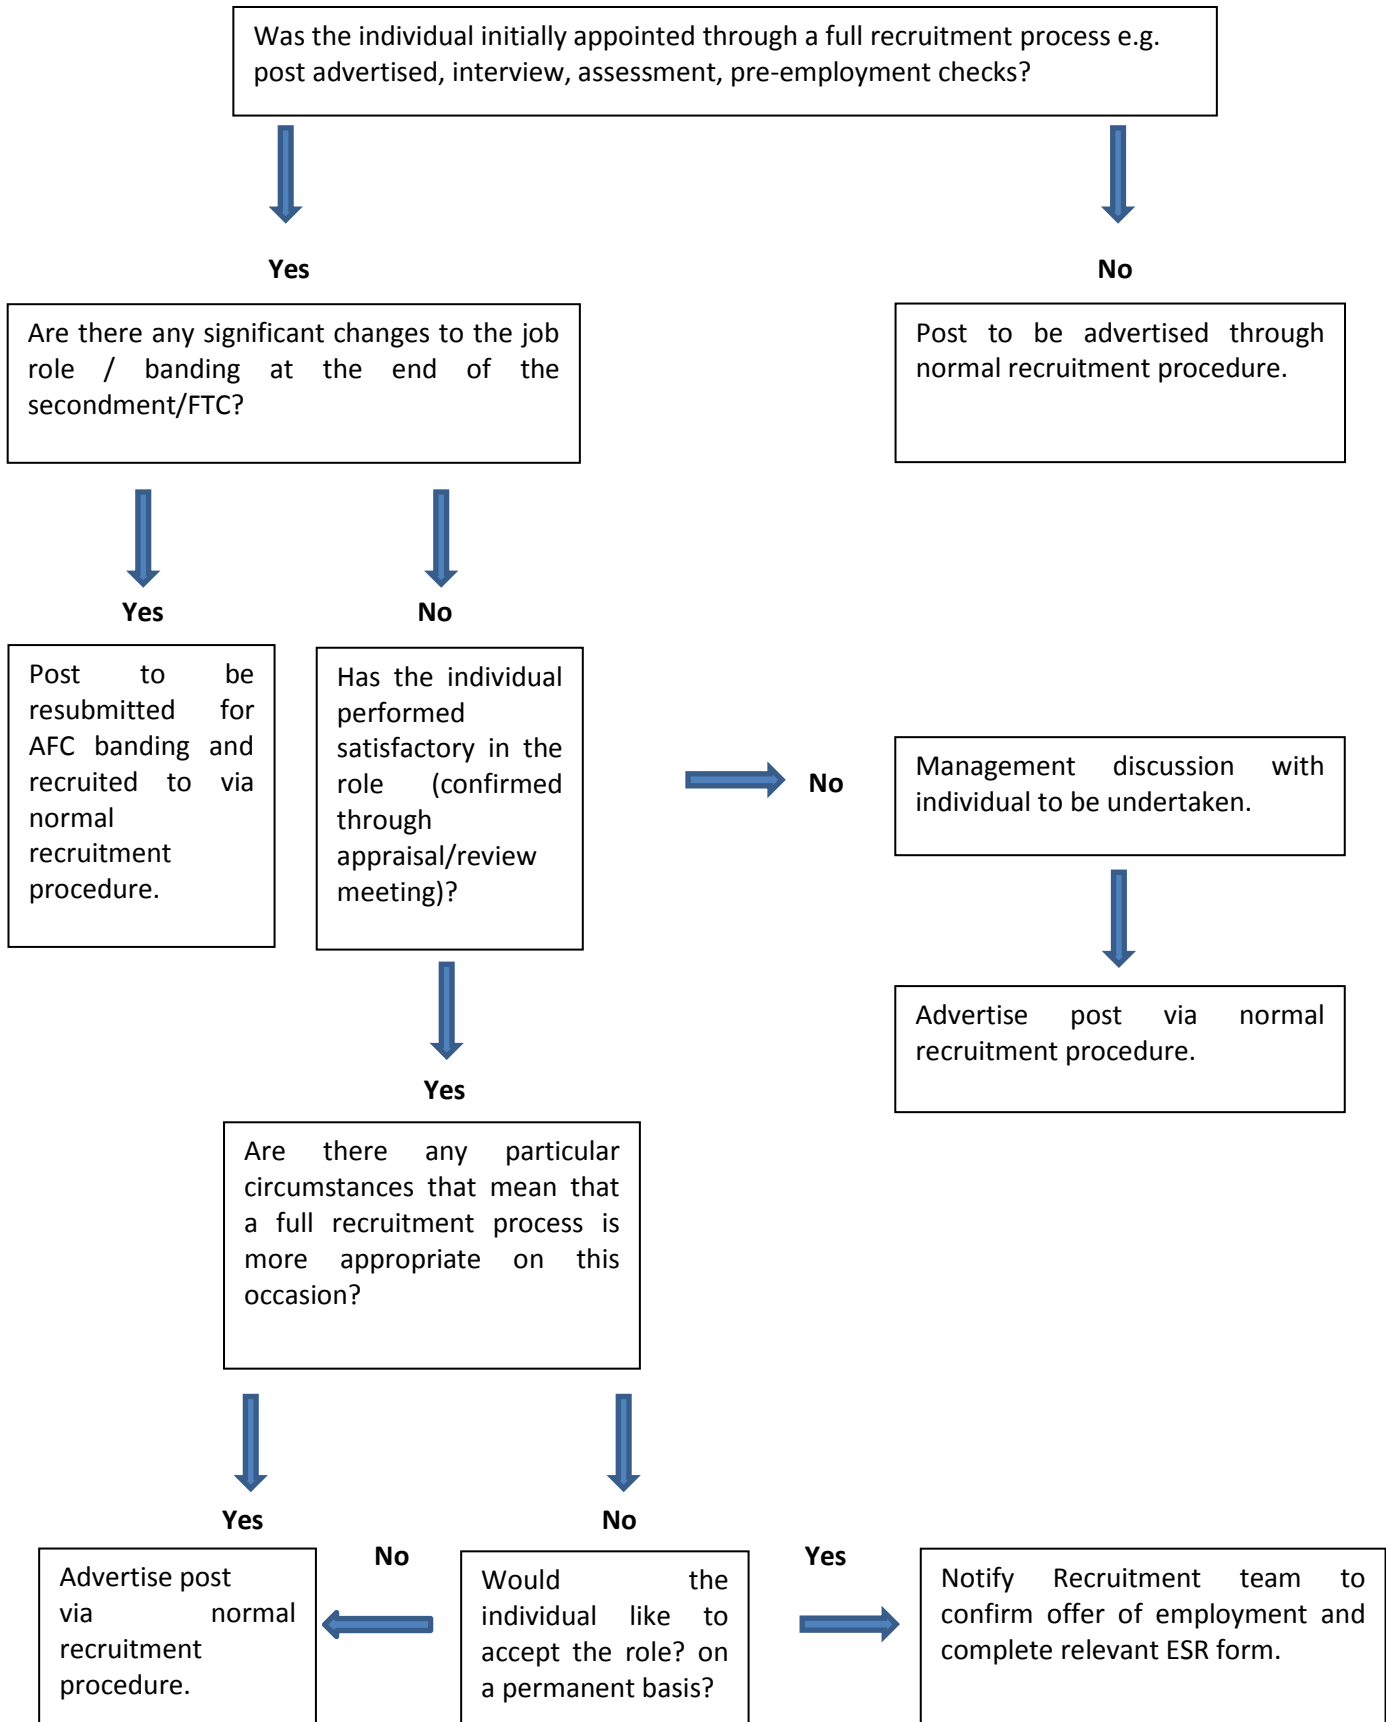 Was the individual initially appointed through a full recruitment process e.g.
post advertised, interview, assessment, pre-employment checks?
Yes
No
Are there any significant changes to the job
role / banding at the end of the
secondment/FTC?
Post to be advertised through
normal recruitment procedure.
Yes
No
Post to be
resubmitted for
AFC banding and
recruited to via
normal
recruitment
procedure.
Has the individual
performed
satisfactory in the
role (confirmed
through
appraisal/review
meeting)?
No
Management discussion with
individual to be undertaken.
Advertise post via normal
recruitment procedure.
Yes
Are there any particular
circumstances that mean that
a full recruitment process is
more appropriate on this
occasion?
Yes
No
Advertise post
via normal
recruitment
procedure.
No
Would the
individual like to
accept the role? on
a permanent basis?
Yes
Notify Recruitment team to
confirm offer of employment and
complete relevant ESR form.